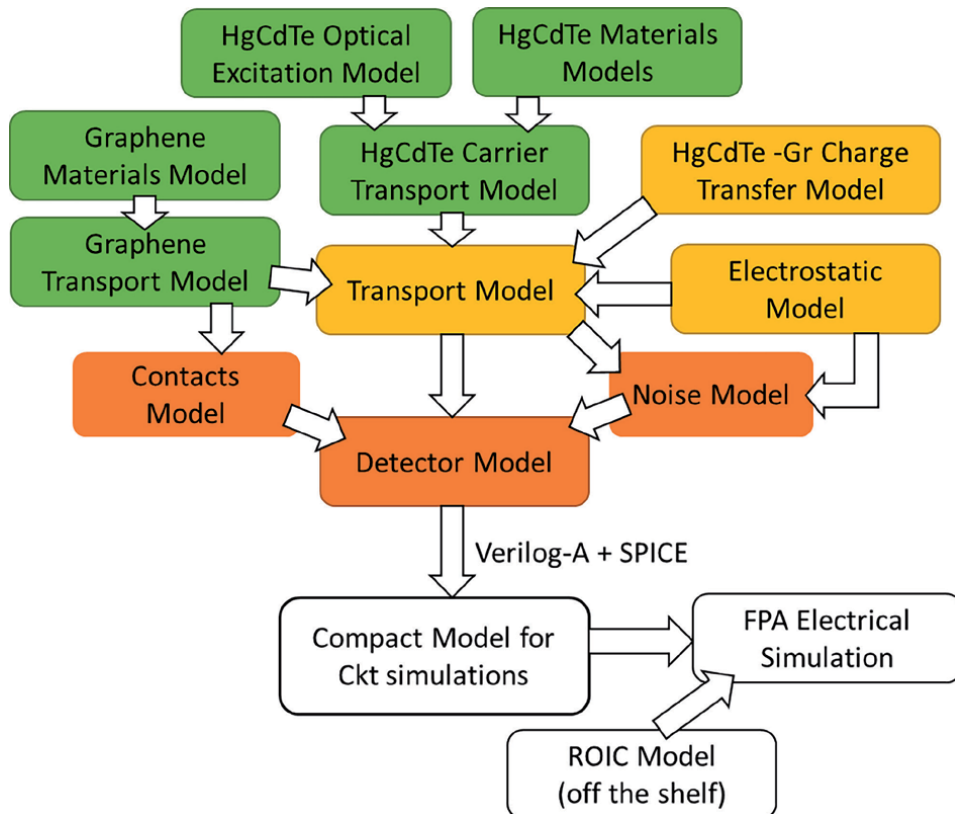 HgCdTe Optical
Excitation Model
HgCdTe Materials
Models
Graphene
Materials Model
HgCdTe Carrier
Transport Model
HgCdTe -Gr Charge
Transfer Model
Graphene
Transport Model
Transport Model
Electrostatic
Model
Contacts
Model
Noise Model
Detector Model
Verilog-A + SPICE
Compact Model for
Ckt simulations
FPA Electrical
Simulation
ROIC Model
(off the shelf)